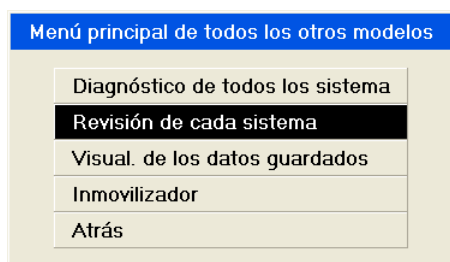 Menú principal de todos los otros modelos
Diagnóstico de todos los sistema
Revisión de cada sistema
Visual. de los datos guardados
Inmovilizador
Atrás